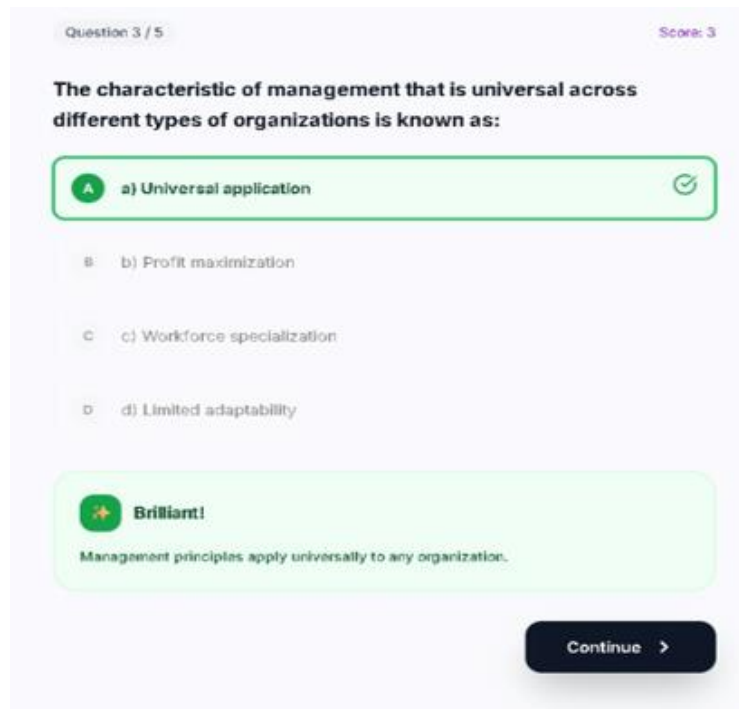 Question 3 / 5
Score: 3
The characteristic of management that is universal across
different types of organizations is known as:
A a) Universal application
B b) Profit maximization
C c) Workforce specialization
D d) Limited adaptability
Brilliant!
Management principles apply universally to any organization.
Continue >